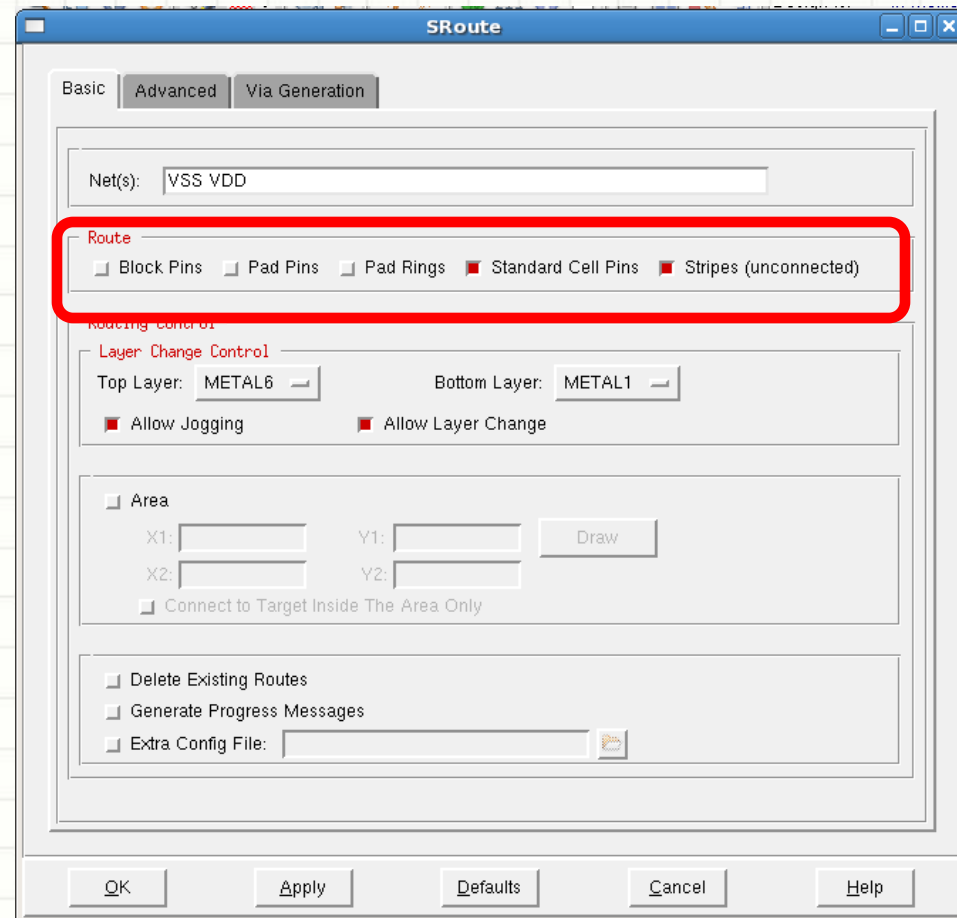 SRoute
Basic Advanced Via Generation
Net(s): VSS VDD
Route
Block Pins Pad Pins Pad Rings Standard Cell Pins Stripes (unconnected)
Routing Control
Layer Change Control
Top Layer: METAL6 Bottom Layer: METAL1
Allow Jogging Allow Layer Change
Area
X1: Y1: Draw
X2: Y2:
Connect to Target Inside The Area Only
Delete Existing Routes
Generate Progress Messages
Extra Config File:
OK Apply Defaults Cancel Help